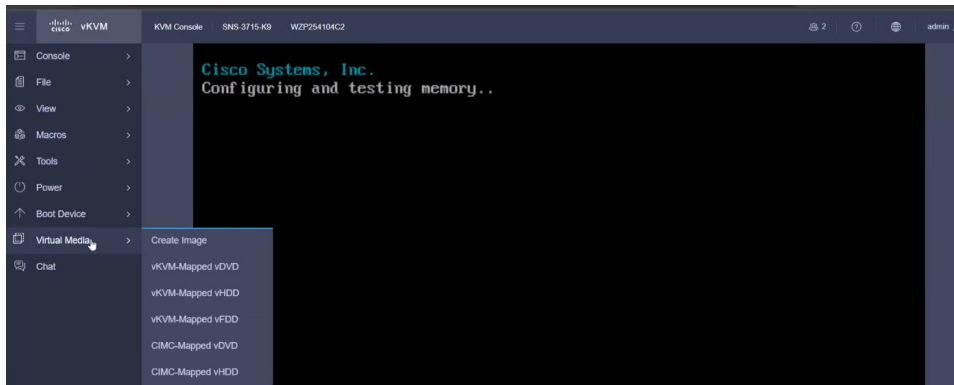 cisco vKVM KVM Console SNS-3715-K9 WZP254104C2 2 ? admin
Console >
File >
View >
Macros >
Tools >
Power >
Boot Device >
Virtual Media >
Chat
Create Image
vKVM-Mapped vDVD
vKVM-Mapped vHDD
vKVM-Mapped vFDD
CIMC-Mapped vDVD
CIMC-Mapped vHDD
Cisco Systems, Inc.
Configuring and testing memory..